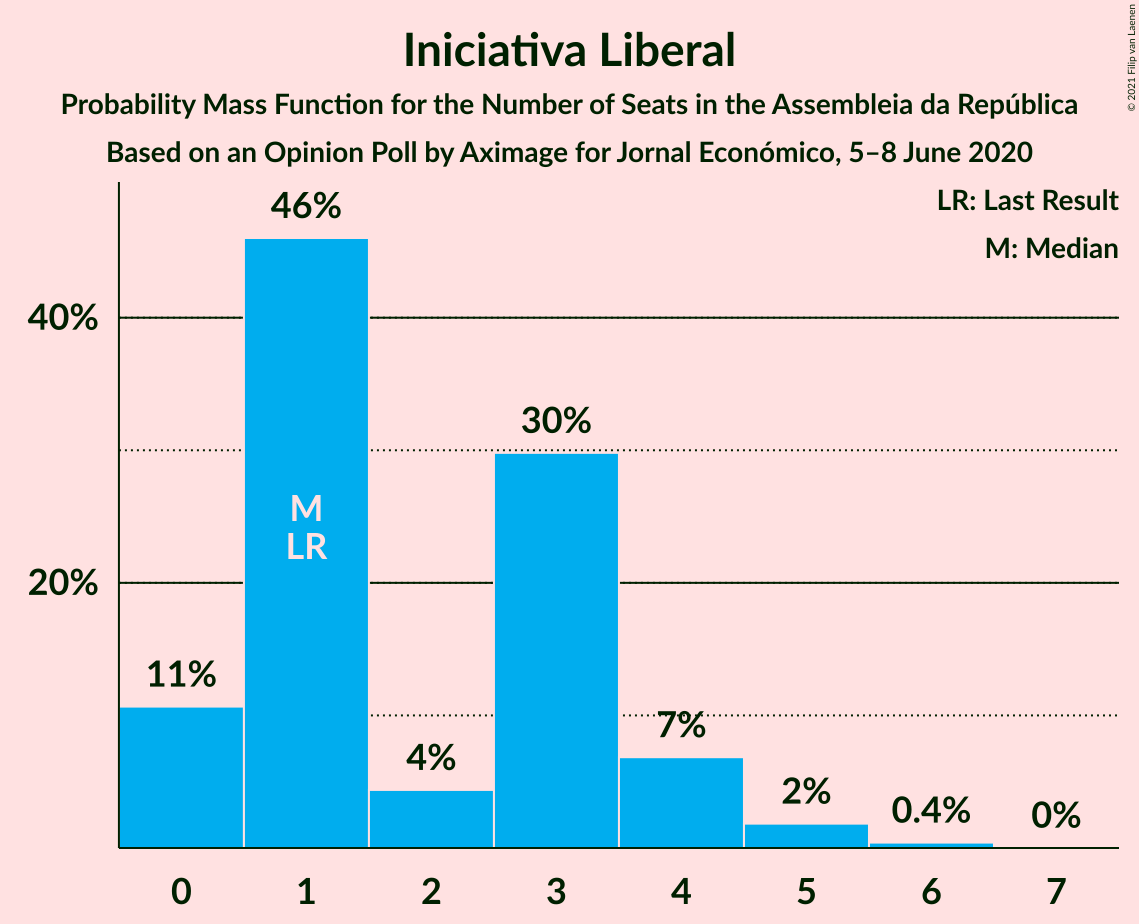 Iniciativa Liberal
Probability Mass Function for the Number of Seats in the Assembleia da República
Based on an Opinion Poll by Aximage for Jornal Económico, 5–8 June 2020
© 2021 Filip van Laenen
LR: Last Result
M: Median
46%
40%
30%
M
LR
20%
11%
4%
7%
2%
0.4%
0%
0 1 2 3 4 5 6 7